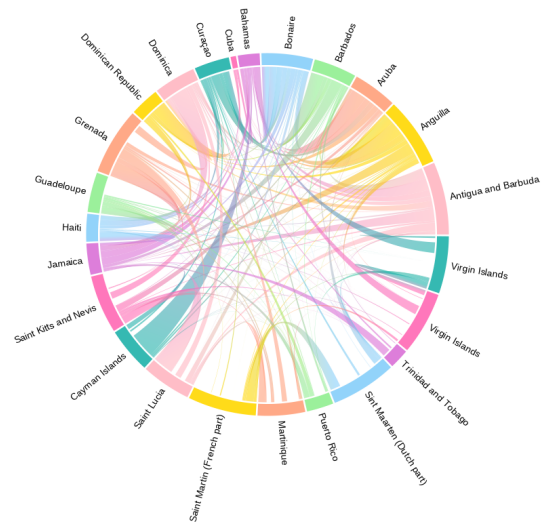 Antigua and Barbuda
Anguilla
Aruba
Barbados
Bonaire
Bahamas
Cuba
Curaçao
Dominica
Dominican Republic
Grenada
Guadeloupe
Haiti
Jamaica
Saint Kitts and Nevis
Cayman Islands
Saint Lucia
Saint Martin (French part)
Martinique
Puerto Rico
Sint Maarten (Dutch part)
Trinidad and Tobago
Virgin Islands
Virgin Islands